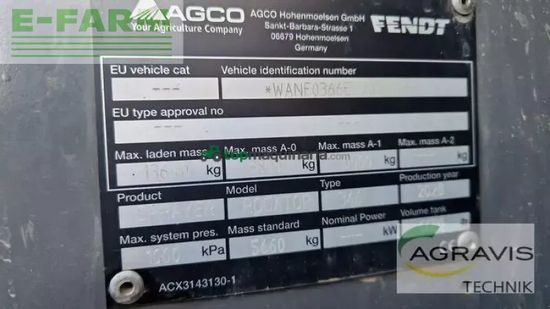 E-FARM
AGCO
Your Agriculture Company
AGCO Hohenmoelsen GmbH
Sankt-Barbara-Strasse 1
06679 Hohenmoelsen
Germany
FENDT
EU vehicle cat
Vehicle identification number
---
EU type approval no
---
Max. laden mass
Max. mass A-0
Max. mass A-1
Max. mass A-2
kg
kg
kg
kg
topmaquinaria.com
Product
Model
Type
Production year
Max. system pres.
Mass standard
Nominal Power
Volume tank
kPa
5460
kg
---
kW
ACX3143130-1
AGRAVIS
TECHNIK